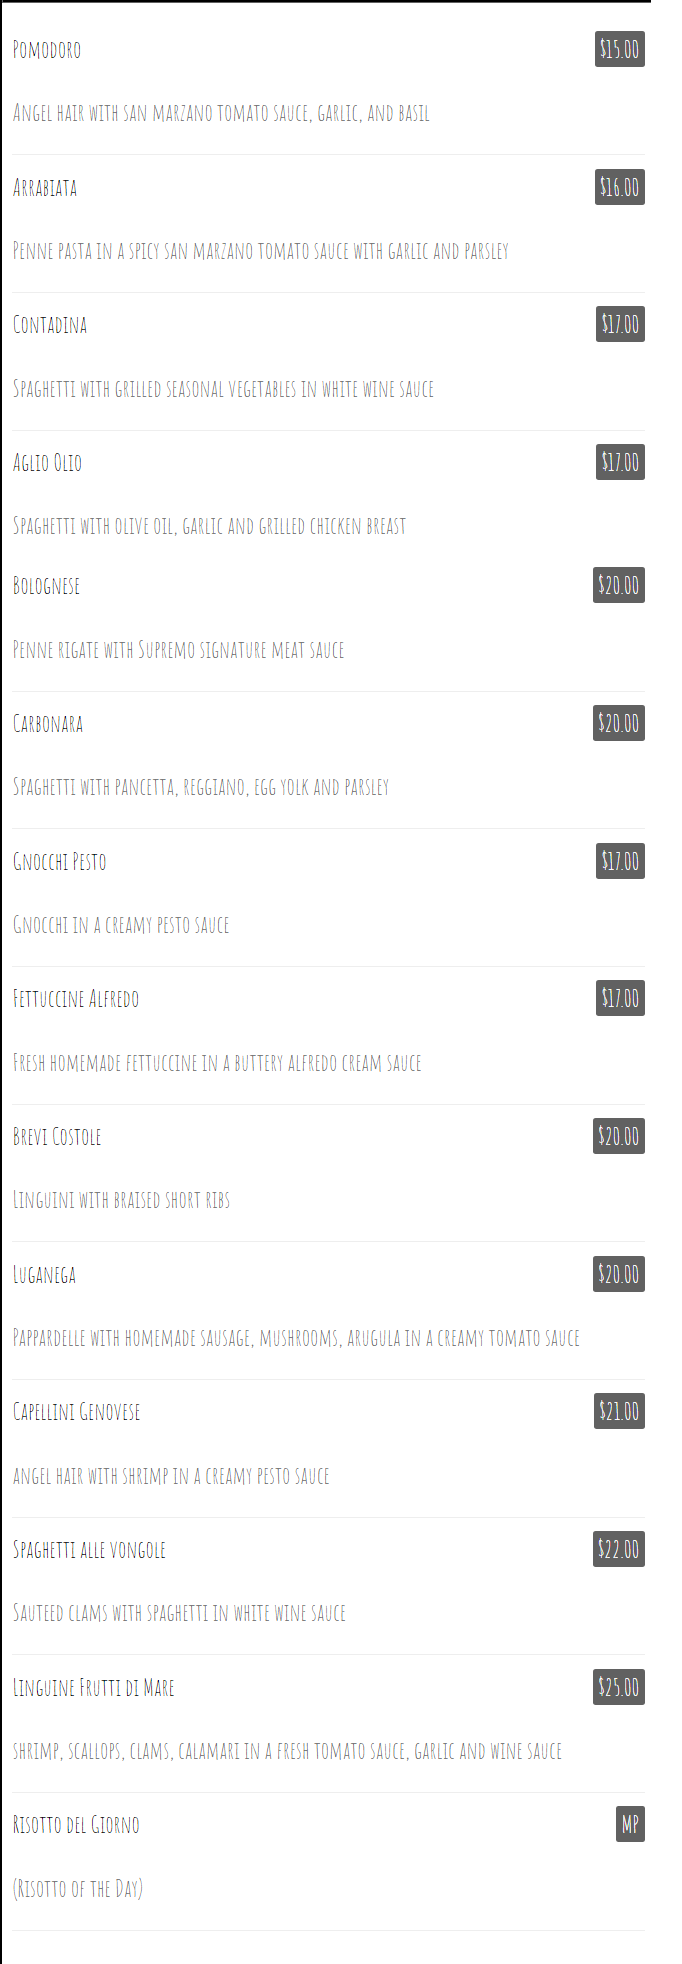 Pomodoro $15.00
Angel hair with san marzano tomato sauce, garlic, and basil
Arrabiata $16.00
Penne pasta in a spicy san marzano tomato sauce with garlic and parsley
Contadina $17.00
Spaghetti with grilled seasonal vegetables in white wine sauce
Aglio Olio $17.00
Spaghetti with olive oil, garlic and grilled chicken breast
Bolognese $20.00
Penne rigate with Supremo signature meat sauce
Carbonara $20.00
Spaghetti with pancetta, reggiano, egg yolk and parsley
Gnocchi Pesto $17.00
Gnocchi in a creamy pesto sauce
Fettuccine Alfredo $17.00
Fresh homemade fettuccine in a buttery alfredo cream sauce
Brevi Costole $20.00
Linguini with braised short ribs
Luganega $20.00
Pappardelle with homemade sausage, mushrooms, arugula in a creamy tomato sauce
Capellini Genovese $21.00
angel hair with shrimp in a creamy pesto sauce
Spaghetti alle vongole $22.00
Sauteed clams with spaghetti in white wine sauce
Linguine Frutti di Mare $25.00
shrimp, scallops, clams, calamari in a fresh tomato sauce, garlic and wine sauce
Risotto del Giorno MP
(Risotto of the Day)